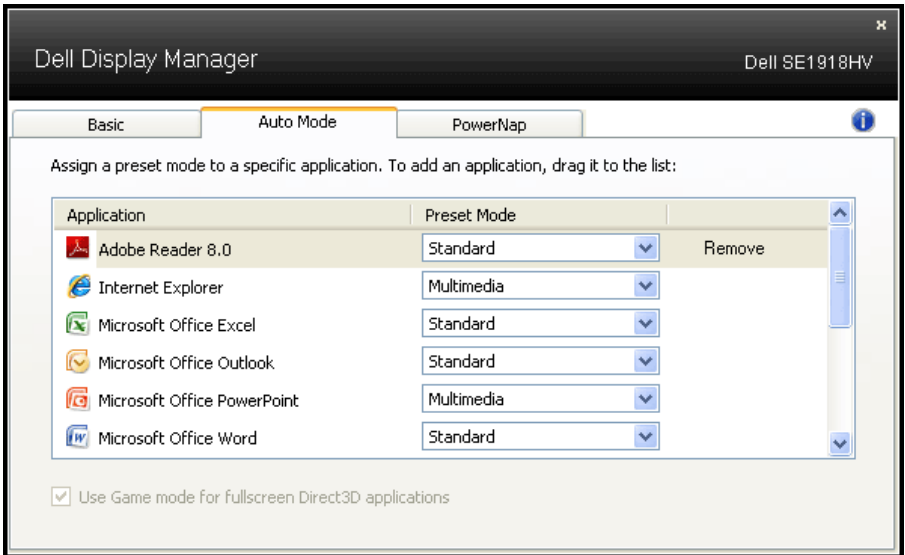 x
Dell Display Manager
Dell SE1918HV
Basic Auto Mode PowerNap
Assign a preset mode to a specific application. To add an application, drag it to the list:
Application Preset Mode
Adobe Reader 8.0 Standard Remove
Internet Explorer Multimedia
Microsoft Office Excel Standard
Microsoft Office Outlook Standard
Microsoft Office PowerPoint Multimedia
Microsoft Office Word Standard
Use Game mode for fullscreen Direct3D applications